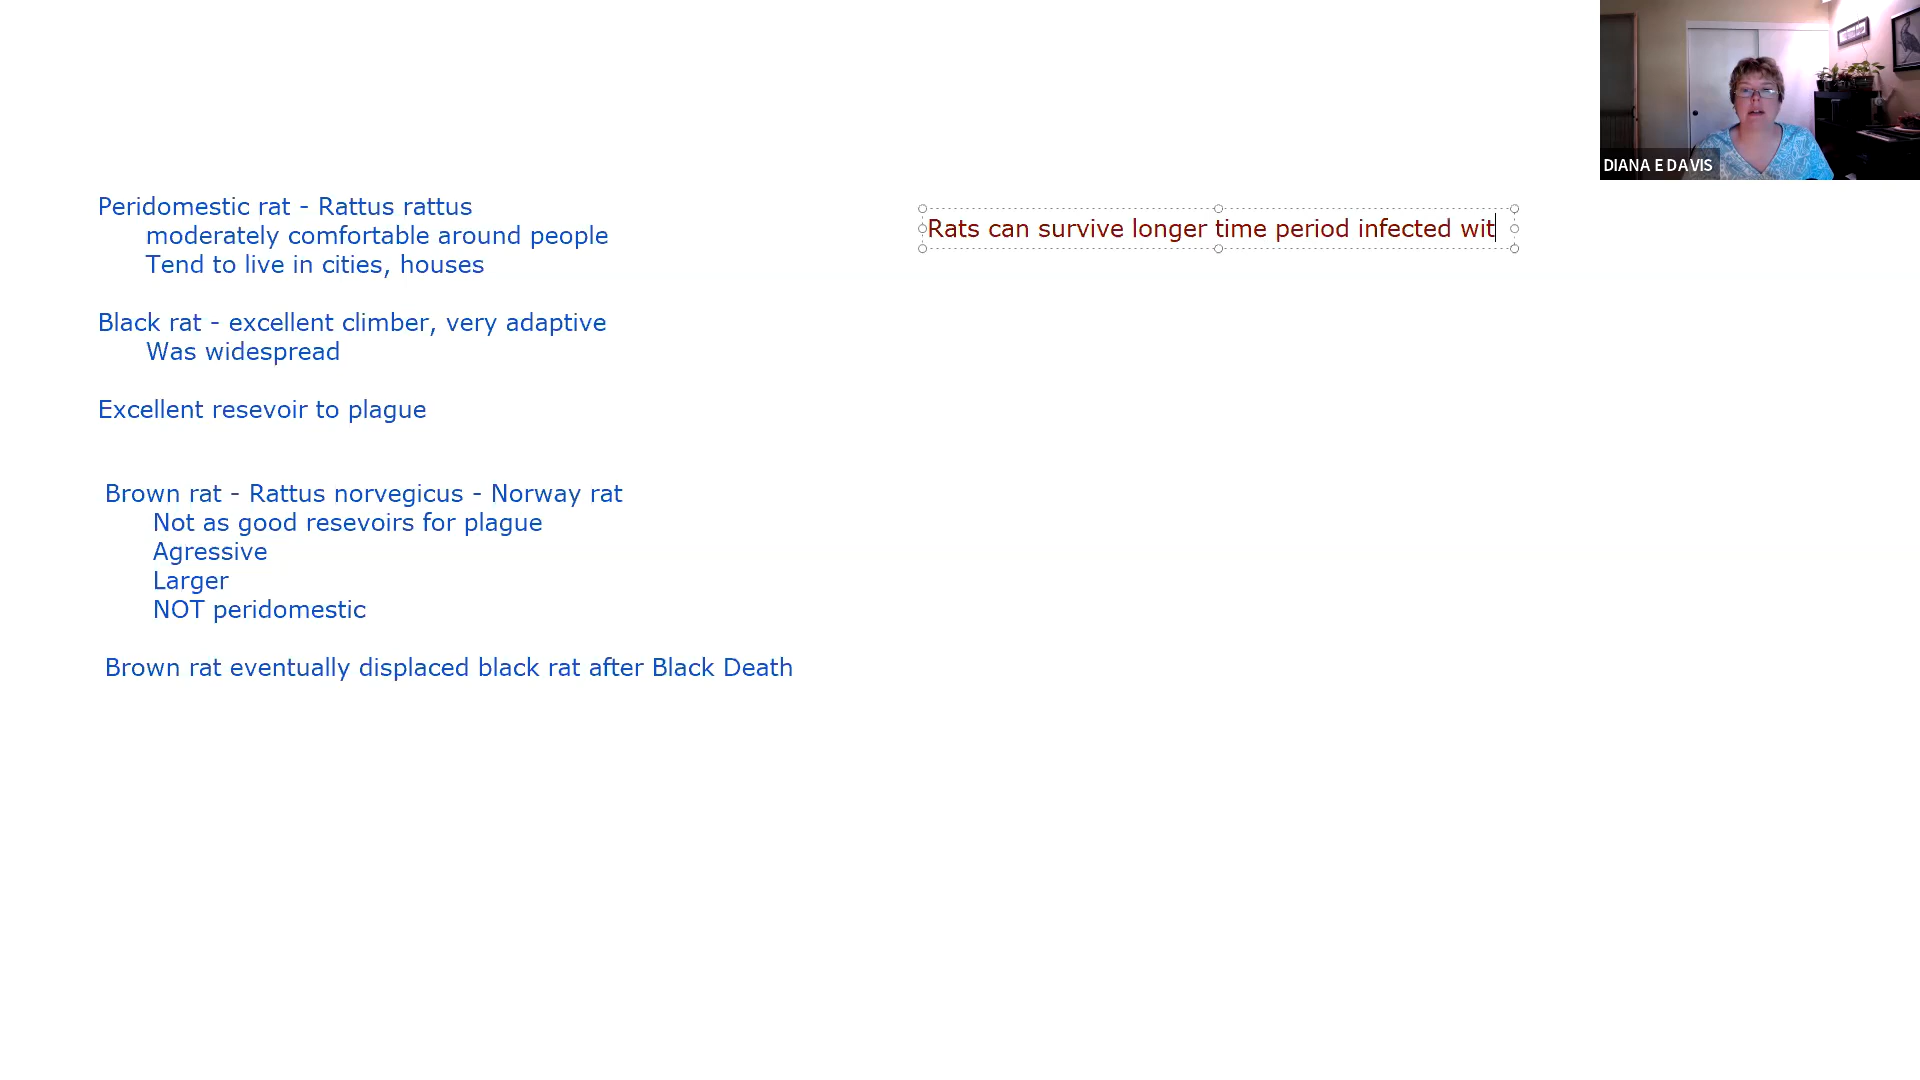 DIANA E DAVIS
Peridomestic rat - Rattus rattus
moderately comfortable around people
Tend to live in cities, houses
Black rat - excellent climber, very adaptive
Was widespread
Excellent resevoir to plague
Brown rat - Rattus norvegicus - Norway rat
Not as good resevoirs for plague
Agressive
Larger
NOT peridomestic
Brown rat eventually displaced black rat after Black Death
Rats can survive longer time period infected wit